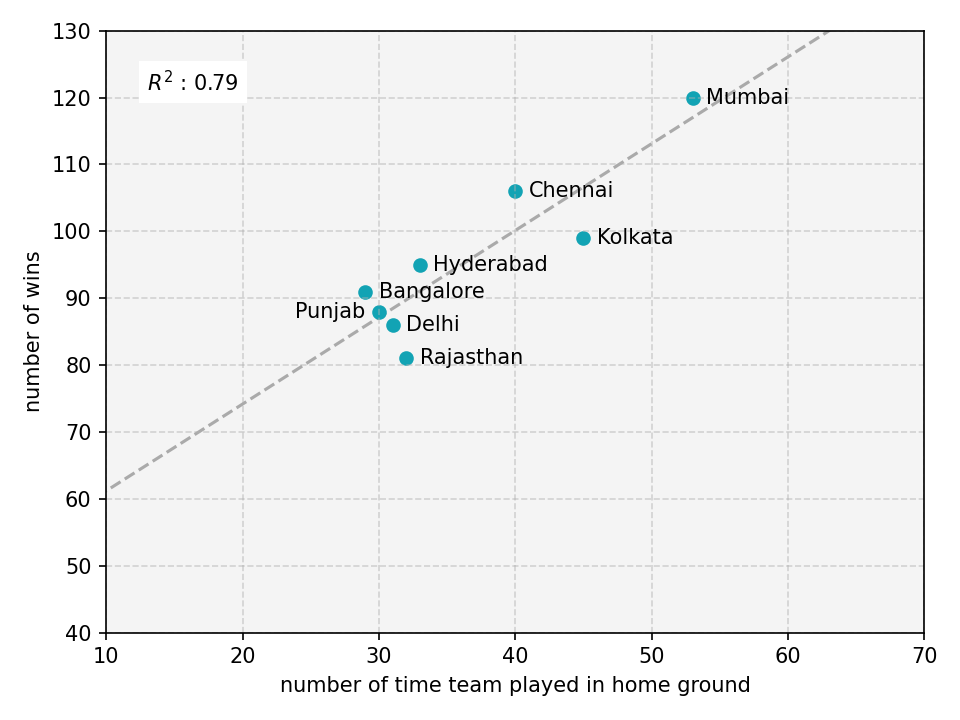 130
120
110
100
90
80
70
60
50
40
number of wins
R² : 0.79
Mumbai
Chennai
Kolkata
Hyderabad
Bangalore
Punjab
Delhi
Rajasthan
10 20 30 40 50 60 70
number of time team played in home ground